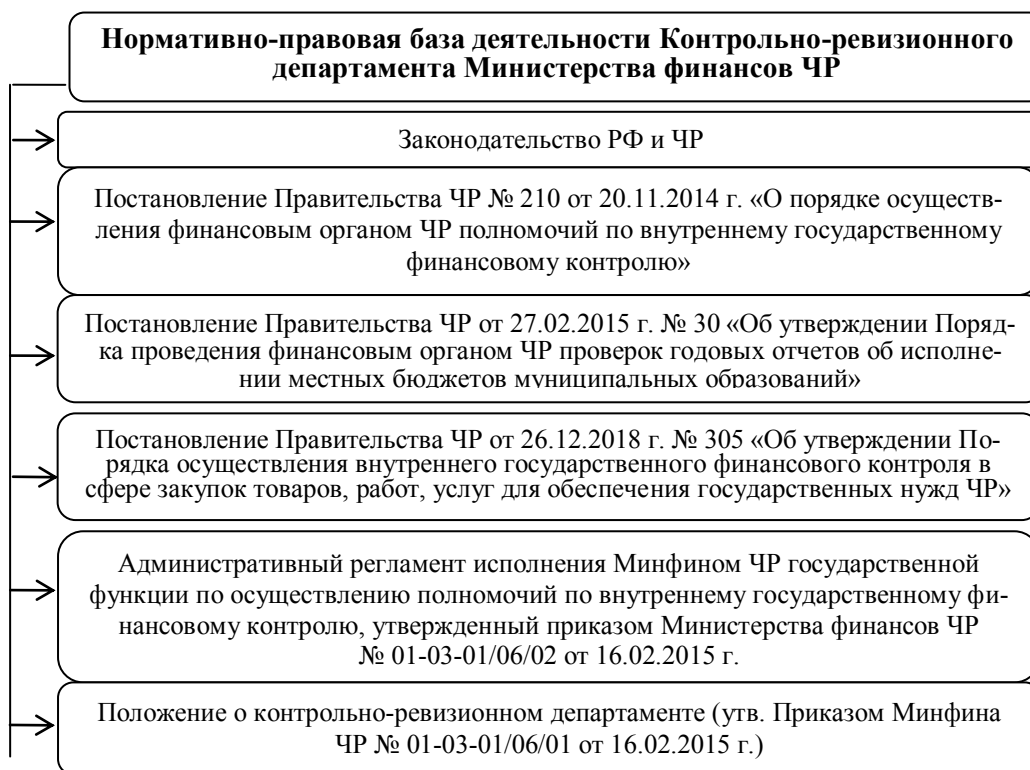 Нормативно-правовая база деятельности Контрольно-ревизионного
департамента Министерства финансов ЧР
Законодательство РФ и ЧР
Постановление Правительства ЧР № 210 от 20.11.2014 г. «О порядке осуществ-
ления финансовым органом ЧР полномочий по внутреннему государственному
финансовому контролю»
Постановление Правительства ЧР от 27.02.2015 г. № 30 «Об утверждении Поряд-
ка проведения финансовым органом ЧР проверок годовых отчетов об исполне-
нии местных бюджетов муниципальных образований»
Постановление Правительства ЧР от 26.12.2018 г. № 305 «Об утверждении По-
рядка осуществления внутреннего государственного финансового контроля в
сфере закупок товаров, работ, услуг для обеспечения государственных нужд ЧР»
Административный регламент исполнения Минфином ЧР государственной
функции по осуществлению полномочий по внутреннему государственному фи-
нансовому контролю, утвержденный приказом Министерства финансов ЧР
№ 01-03-01/06/02 от 16.02.2015 г.
Положение о контрольно-ревизионном департаменте (утв. Приказом Минфина
ЧР № 01-03-01/06/01 от 16.02.2015 г.)